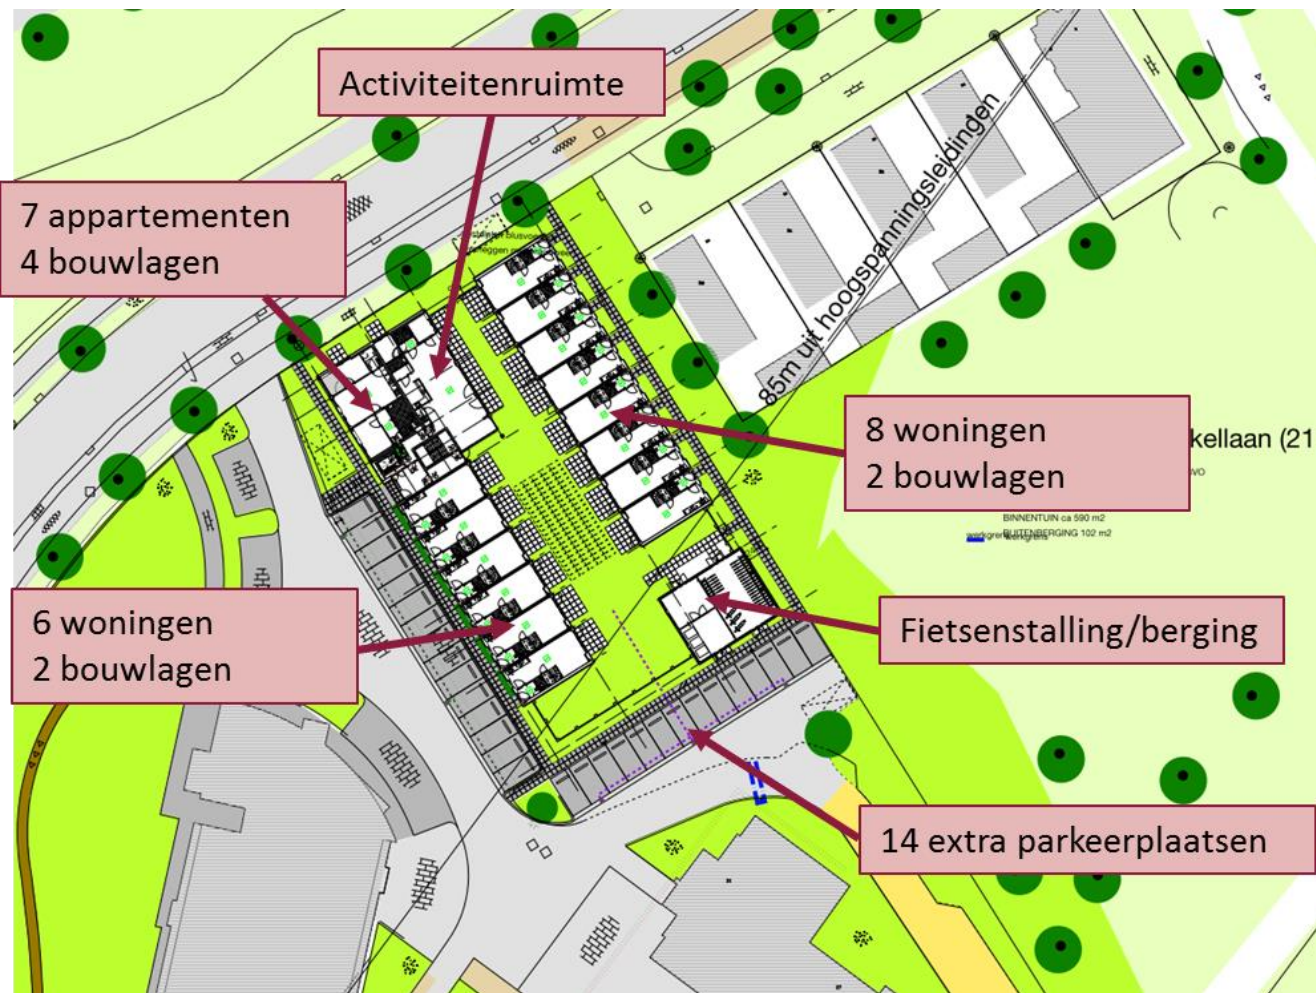 Activiteitenruimte
7 appartementen
4 bouwlagen
85m uit hoogspanningsleidingen
8 woningen
2 bouwlagen
kellaan (21
BINNENTUIN ca 590 m2
BUITENBERGING 102 m2
werkgrens
6 woningen
2 bouwlagen
Fietsenstalling/berging
14 extra parkeerplaatsen